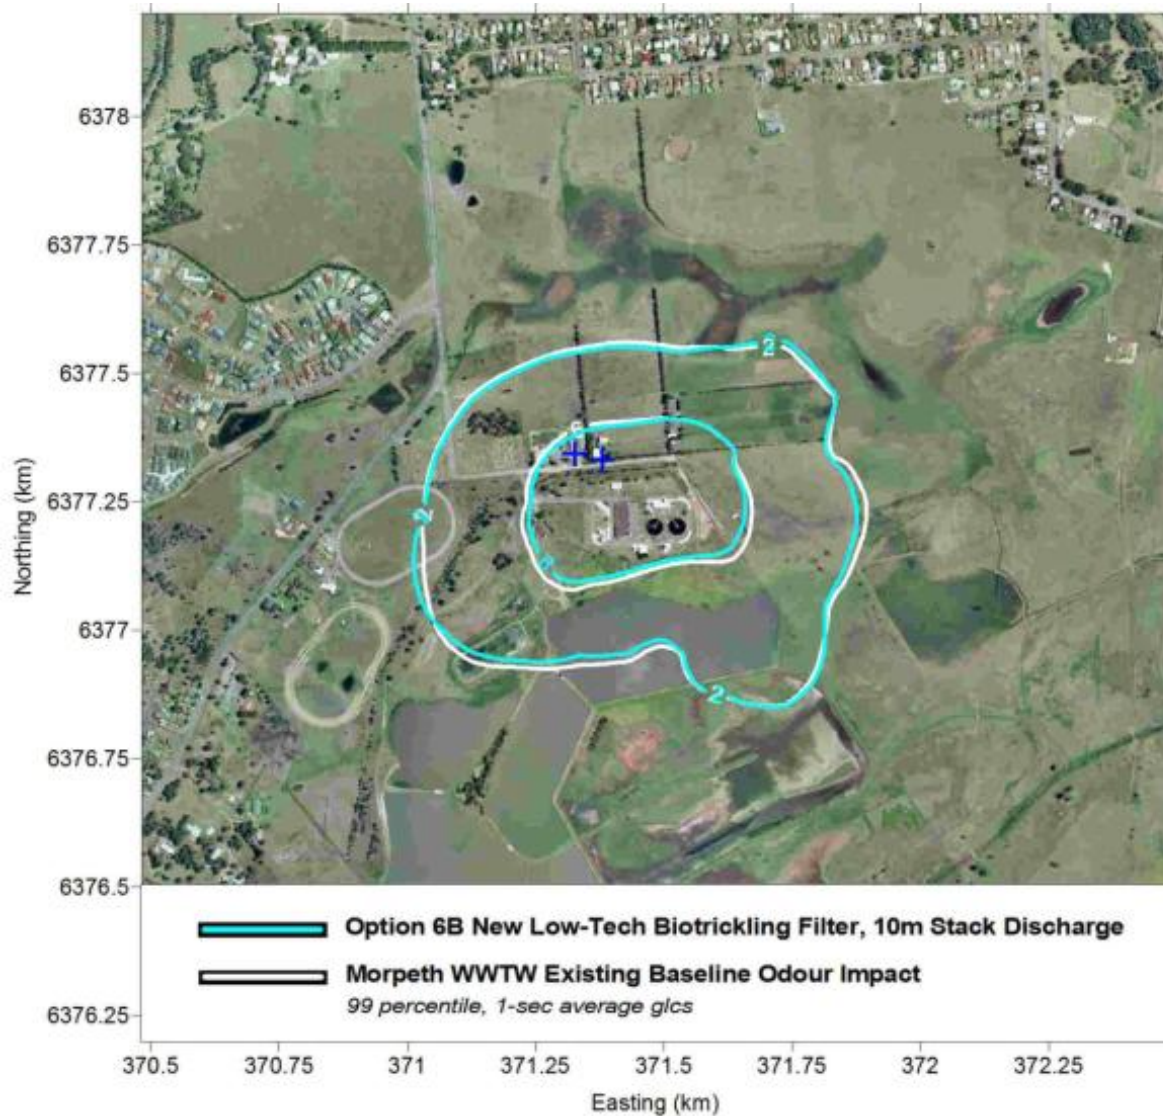 6378
6377.75
6377.5
6377.25
6377
6376.75
6376.5
6376.25
Northing (km)
2
2
2
Option 6B New Low-Tech Biotrickling Filter, 10m Stack Discharge
Morpeth WWTW Existing Baseline Odour Impact
99 percentile, 1-sec average glcs
370.5 370.75 371 371.25 371.5 371.75 372 372.25
Easting (km)